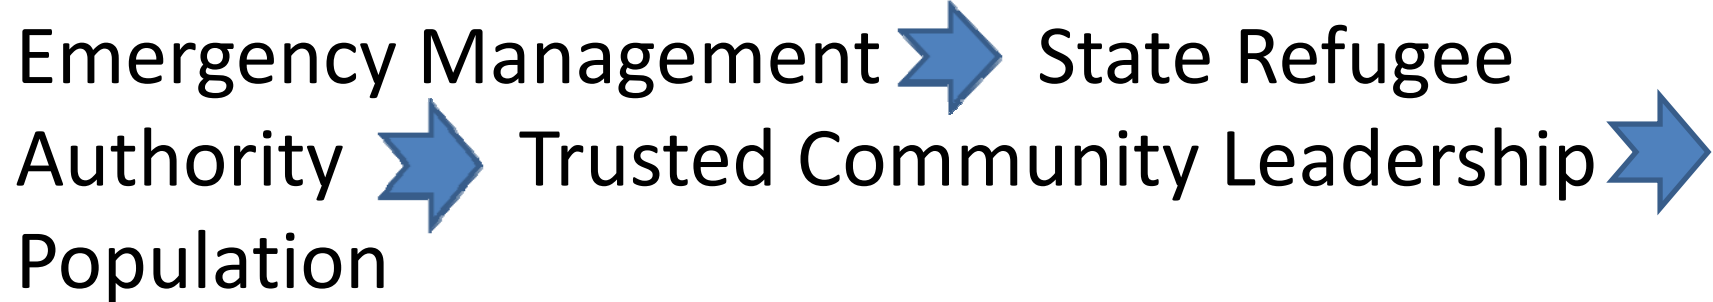 Emergency Management State Refugee
Authority Trusted Community Leadership
Population